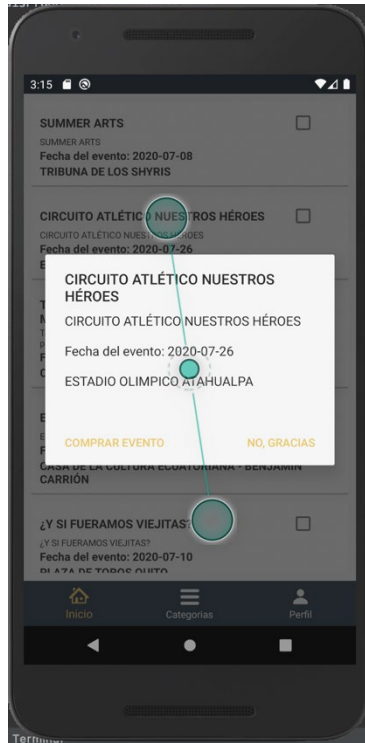 3:15
SUMMER ARTS
SUMMER ARTS
Fecha del evento: 2020-07-08
TRIBUNA DE LOS SHYRIS
CIRCUITO ATLÉTICO NUESTROS HÉROES
CIRCUITO ATLÉTICO NUESTROS HÉROES
Fecha del evento: 2020-07-26
CIRCUITO ATLÉTICO NUESTROS
HÉROES
CIRCUITO ATLÉTICO NUESTROS HÉROES
Fecha del evento: 2020-07-26
ESTADIO OLIMPICO ATAHUALPA
COMPRAR EVENTO
NO, GRACIAS
CASA DE LA CULTURA ECUATORIANA - BENJAMÍN
CARRIÓN
¿Y SI FUERAMOS VIEJITAS?
¿Y SI FUERAMOS VIEJITAS?
Fecha del evento: 2020-07-10
PLAZA DE TOROS QUITO
Inicio
Categorias
Perfil
Terminal